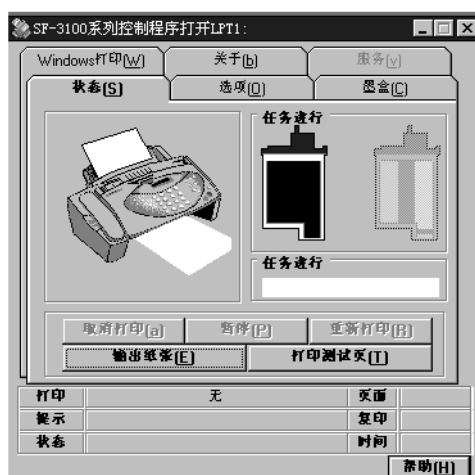 SF-3100系列控制程序打开LPT1:
Windows打印(W) 关于(b) 服务(v)
状态(S) 选项(O) 墨盒(C)
任务进行
任务进行
取消打印(a) 暂停(P) 重新打印(R)
输出纸张(E) 打印测试页(T)
打印 无 页面
提示 复印
状态 时间
帮助(H)